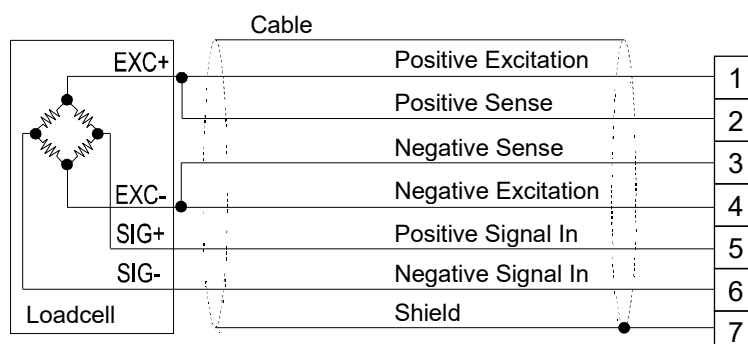 Cable
EXC+ Positive Excitation 1
Positive Sense 2
Negative Sense 3
EXC- Negative Excitation 4
SIG+ Positive Signal In 5
SIG- Negative Signal In 6
Loadcell Shield 7